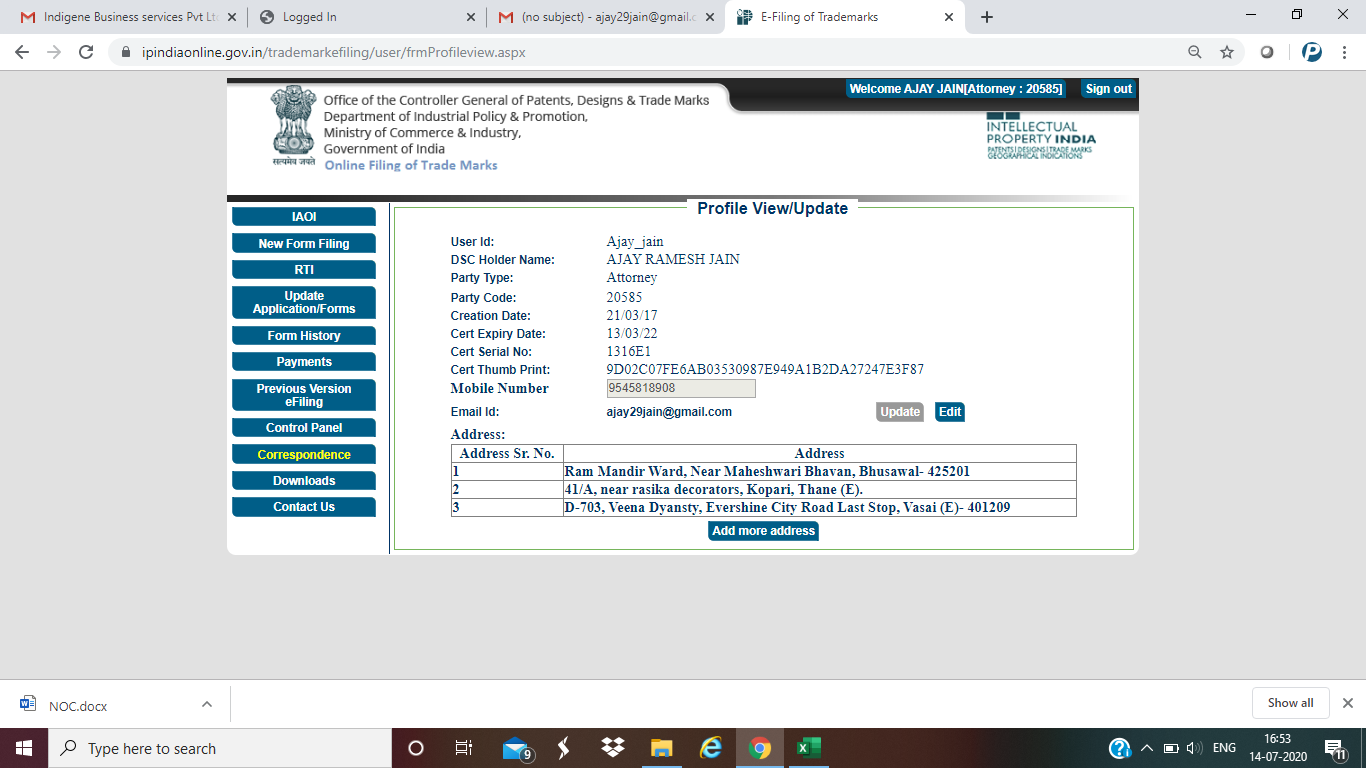 Indigene Business services Pvt Lt
Logged In
(no subject) - ajay29jain@gmail.c
E-Filing of Trademarks
ipindiaonline.gov.in/trademarkefiling/user/frmProfileview.aspx
Welcome AJAY JAIN[Attorney : 20585]
Sign out
Office of the Controller General of Patents, Designs & Trade Marks
Department of Industrial Policy & Promotion,
Ministry of Commerce & Industry,
Government of India
Online Filing of Trade Marks
सत्यमेव जयते
INTELLECTUAL
PROPERTY INDIA
PATENTS | DESIGNS | TRADE MARKS
GEOGRAPHICAL INDICATIONS
IAOI
New Form Filing
RTI
Update
Application/Forms
Form History
Payments
Previous Version
eFiling
Control Panel
Correspondence
Downloads
Contact Us
Profile View/Update
User Id: Ajay_jain
DSC Holder Name: AJAY RAMESH JAIN
Party Type: Attorney
Party Code: 20585
Creation Date: 21/03/17
Cert Expiry Date: 13/03/22
Cert Serial No: 1316E1
Cert Thumb Print: 9D02C07FE6AB03530987E949A1B2DA27247E3F87
Mobile Number 9545818908
Email Id: ajay29jain@gmail.com Update Edit
Address:
Address Sr. No. Address
1 Ram Mandir Ward, Near Maheshwari Bhavan, Bhusawal- 425201
2 41/A, near rasika decorators, Kopari, Thane (E).
3 D-703, Veena Dyansty, Evershine City Road Last Stop, Vasai (E)- 401209
Add more address
NOC.docx
Show all
Type here to search
9
ENG
16:53
14-07-2020
11